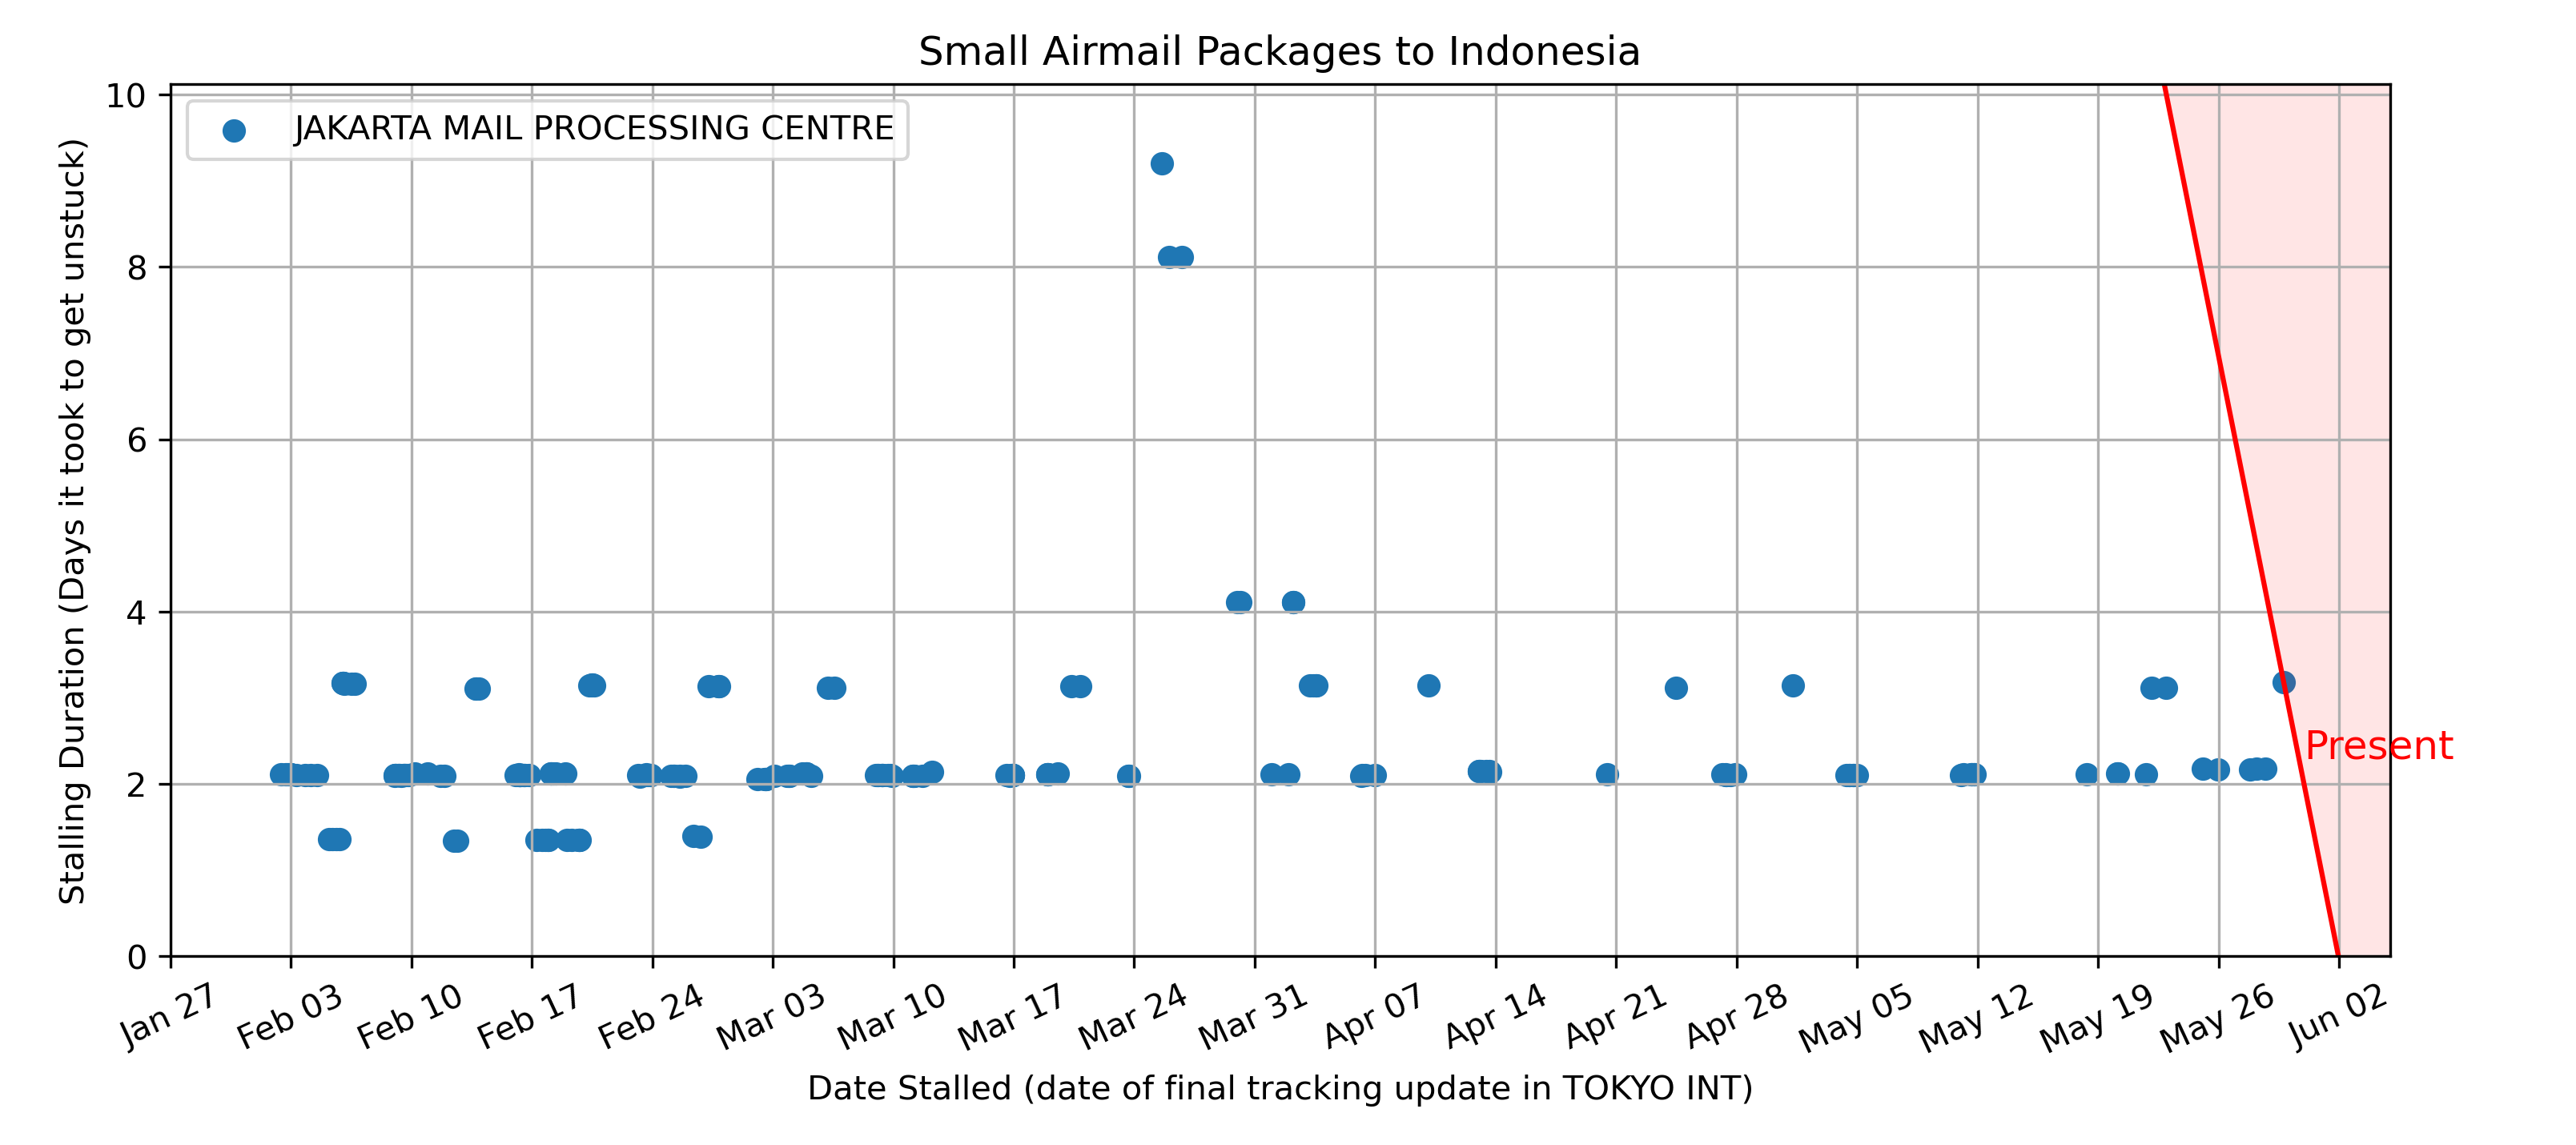 Small Airmail Packages to Indonesia
JAKARTA MAIL PROCESSING CENTRE
Stalling Duration (Days it took to get unstuck)
10
8
6
4
2
0
Present
Jan 27
Feb 03
Feb 10
Feb 17
Feb 24
Mar 03
Mar 10
Mar 17
Mar 24
Mar 31
Apr 07
Apr 14
Apr 21
Apr 28
May 05
May 12
May 19
May 26
Jun 02
Date Stalled (date of final tracking update in TOKYO INT)